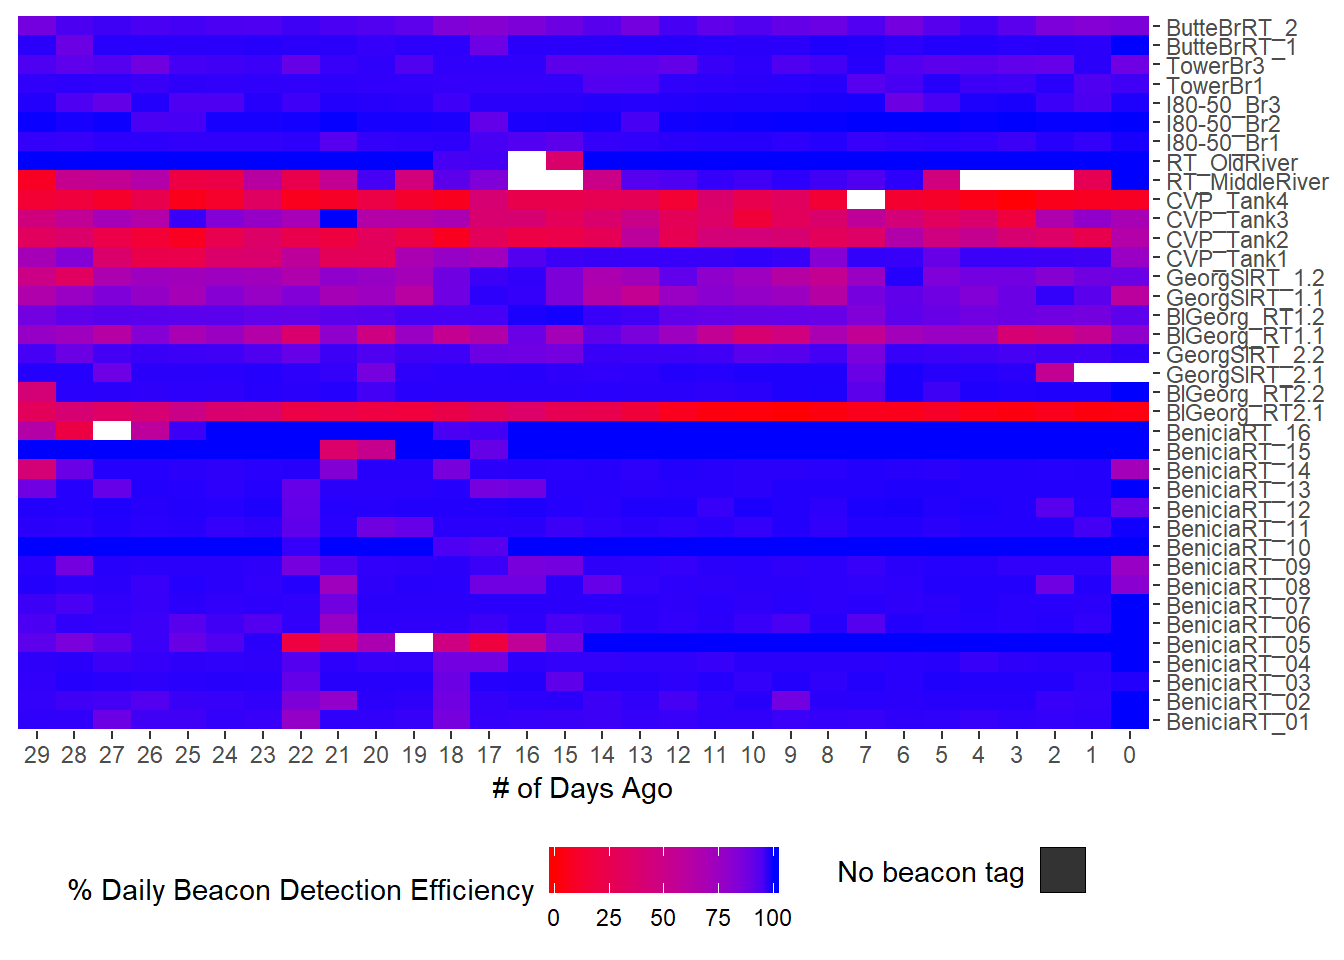 ButteBrRT_2
ButteBrRT_1
TowerBr3
TowerBr1
I80-50_Br3
I80-50_Br2
I80-50_Br1
RT_OldRiver
RT_MiddleRiver
CVP_Tank4
CVP_Tank3
CVP_Tank2
CVP_Tank1
GeorgSlRT_1.2
GeorgSlRT_1.1
BlGeorg_RT1.2
BlGeorg_RT1.1
GeorgSlRT_2.2
GeorgSlRT_2.1
BlGeorg_RT2.2
BlGeorg_RT2.1
BeniciaRT_16
BeniciaRT_15
BeniciaRT_14
BeniciaRT_13
BeniciaRT_12
BeniciaRT_11
BeniciaRT_10
BeniciaRT_09
BeniciaRT_08
BeniciaRT_07
BeniciaRT_06
BeniciaRT_05
BeniciaRT_04
BeniciaRT_03
BeniciaRT_02
BeniciaRT_01
29 28 27 26 25 24 23 22 21 20 19 18 17 16 15 14 13 12 11 10 9 8 7 6 5 4 3 2 1 0
# of Days Ago
% Daily Beacon Detection Efficiency
0 25 50 75 100
No beacon tag